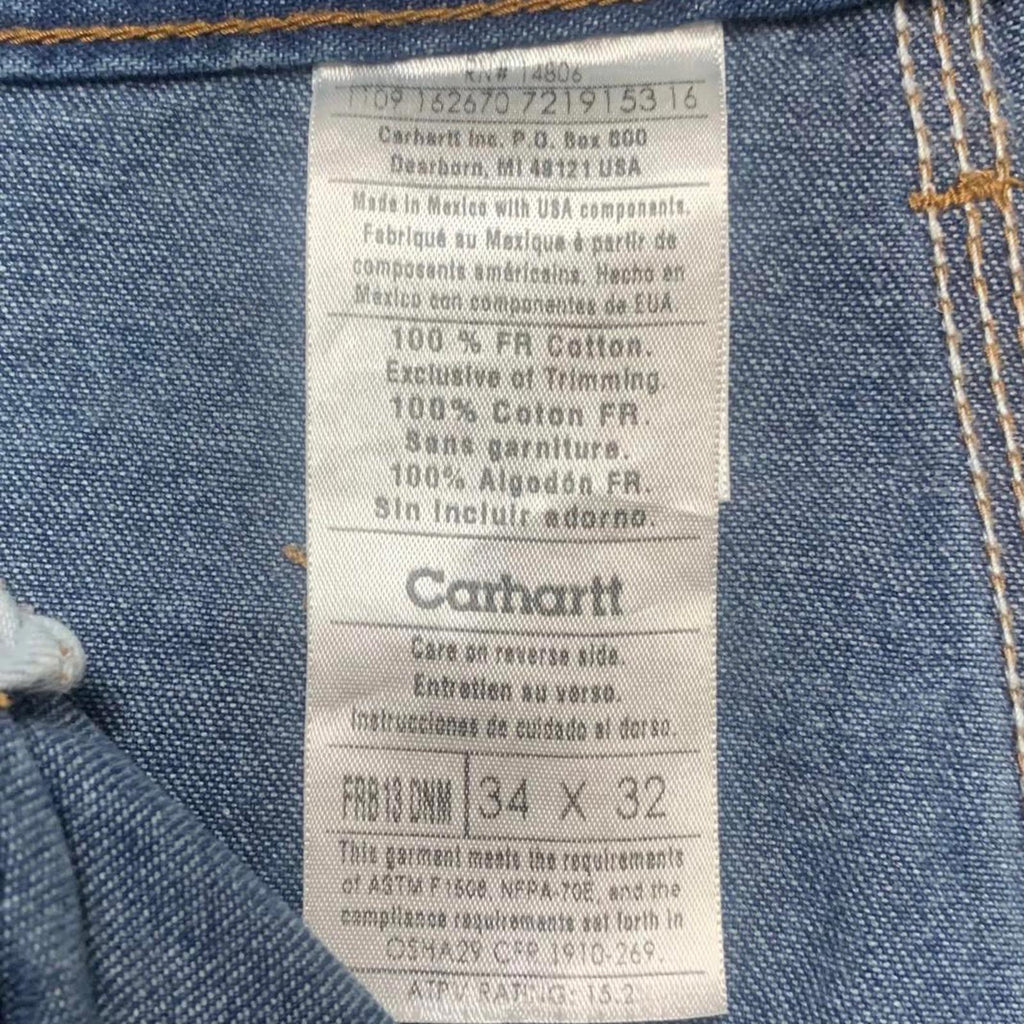 RN# 14806
1109 162670 7219153 16
Carhartt Inc. P.O. Box 600
Dearborn, MI 48121 USA
Made in Mexico with USA components.
Fabriqué au Mexique à partir de
composants américains. Hecho en
México con componentes de EUA
100 % FR Cotton.
Exclusive of Trimming.
100% Coton FR.
Sans garniture.
100% Algodón FR.
Sin incluir adorno.
Carhartt
Care on reverse side.
Entretien au verso.
Instrucciones de cuidado al dorso.
FRB13 DNM 34 X 32
This garment meets the requirements
of ASTM F1506, NFPA-70E, and the
compliance requirements set forth in
OSHA29 CFR 1910-269.
ATPV RATING: 15.2